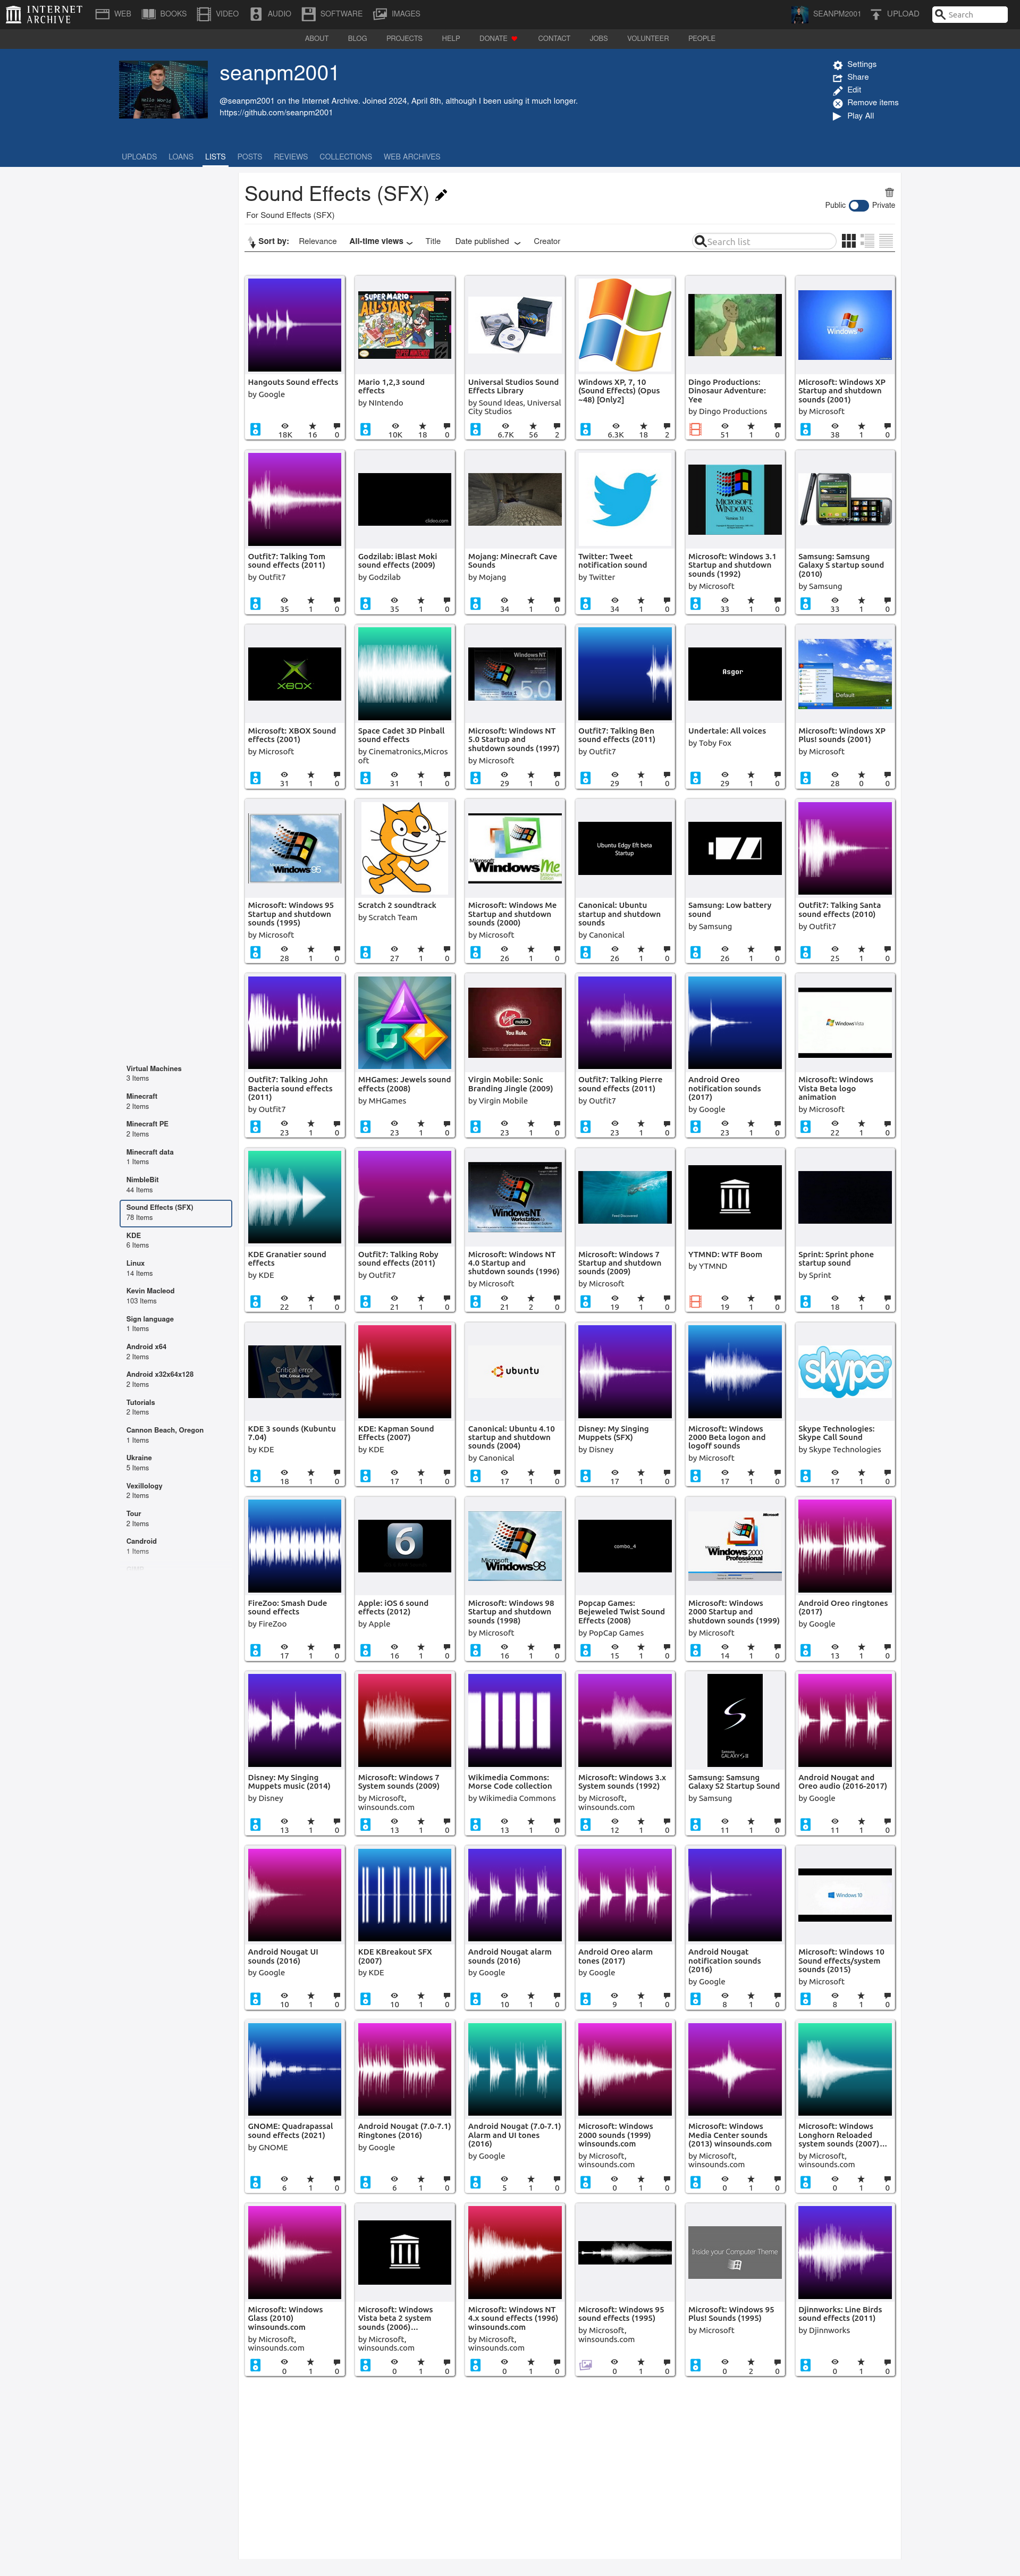 INTERNET ARCHIVE
WEB BOOKS VIDEO AUDIO SOFTWARE IMAGES SEANPM2001 UPLOAD Search
ABOUT BLOG PROJECTS HELP DONATE CONTACT JOBS VOLUNTEER PEOPLE
seanpm2001
@seanpm2001 on the Internet Archive. Joined 2024, April 8th, although I been using it much longer.
https://github.com/seanpm2001
Settings
Share
Edit
Remove items
Play All
UPLOADS LOANS LISTS POSTS REVIEWS COLLECTIONS WEB ARCHIVES
Sound Effects (SFX)
Public Private
For Sound Effects (SFX)
Sort by: Relevance All-time views Title Date published Creator Search list
Hangouts Sound effects
by Google
18K 16 0
Mario 1,2,3 sound effects
by NIntendo
10K 18 0
Universal Studios Sound Effects Library
by Sound Ideas, Universal City Studios
6.7K 56 2
Windows XP, 7, 10 (Sound Effects) (Opus ~48) [Only2]
6.3K 18 2
Dingo Productions: Dinosaur Adventure: Yee
by Dingo Productions
51 1 0
Microsoft: Windows XP Startup and shutdown sounds (2001)
by Microsoft
38 1 0
Outfit7: Talking Tom sound effects (2011)
by Outfit7
35 1 0
Godzilab: iBlast Moki sound effects (2009)
by Godzilab
35 1 0
Mojang: Minecraft Cave Sounds
by Mojang
34 1 0
Twitter: Tweet notification sound
by Twitter
34 1 0
Microsoft: Windows 3.1 Startup and shutdown sounds (1992)
by Microsoft
33 1 0
Samsung: Samsung Galaxy S startup sound (2010)
by Samsung
33 1 0
Microsoft: XBOX Sound effects (2001)
by Microsoft
31 1 0
Space Cadet 3D Pinball sound effects
by Cinematronics,Microsoft
31 1 0
Microsoft: Windows NT 5.0 Startup and shutdown sounds (1997)
by Microsoft
29 1 0
Outfit7: Talking Ben sound effects (2011)
by Outfit7
29 1 0
Asgor
Undertale: All voices
by Toby Fox
29 1 0
Microsoft: Windows XP Plus! sounds (2001)
by Microsoft
28 0 0
Microsoft: Windows 95 Startup and shutdown sounds (1995)
by Microsoft
28 1 0
Scratch 2 soundtrack
by Scratch Team
27 1 0
Microsoft: Windows Me Startup and shutdown sounds (2000)
by Microsoft
26 1 0
Ubuntu Edgy Eft beta
Startup
Canonical: Ubuntu startup and shutdown sounds
by Canonical
26 1 0
Samsung: Low battery sound
by Samsung
26 1 0
Outfit7: Talking Santa sound effects (2010)
by Outfit7
25 1 0
Outfit7: Talking John Bacteria sound effects (2011)
by Outfit7
23 1 0
MHGames: Jewels sound effects (2008)
by MHGames
23 1 0
Virgin Mobile: Sonic Branding Jingle (2009)
by Virgin Mobile
23 1 0
Outfit7: Talking Pierre sound effects (2011)
by Outfit7
23 1 0
Android Oreo notification sounds (2017)
by Google
23 1 0
Microsoft: Windows Vista Beta logo animation
by Microsoft
22 1 0
KDE Granatier sound effects
by KDE
22 1 0
Outfit7: Talking Roby sound effects (2011)
by Outfit7
21 1 0
Microsoft: Windows NT 4.0 Startup and shutdown sounds (1996)
by Microsoft
21 2 0
Microsoft: Windows 7 Startup and shutdown sounds (2009)
by Microsoft
19 1 0
YTMND: WTF Boom
by YTMND
19 1 0
Sprint: Sprint phone startup sound
by Sprint
18 1 0
Critical error
KDE 3 sounds (Kubuntu 7.04)
by KDE
18 1 0
KDE: Kapman Sound Effects (2007)
by KDE
17 1 0
ubuntu
Canonical: Ubuntu 4.10 startup and shutdown sounds (2004)
by Canonical
17 1 0
Disney: My Singing Muppets (SFX)
by Disney
17 1 0
Microsoft: Windows 2000 Beta logon and logoff sounds
by Microsoft
17 1 0
skype
Skype Technologies: Skype Call Sound
by Skype Technologies
17 1 0
FireZoo: Smash Dude sound effects
by FireZoo
17 1 0
6
Apple: iOS 6 sound effects (2012)
by Apple
16 1 0
Microsoft: Windows 98 Startup and shutdown sounds (1998)
by Microsoft
16 1 0
combo_4
Popcap Games: Bejeweled Twist Sound Effects (2008)
by PopCap Games
15 1 0
Microsoft: Windows 2000 Startup and shutdown sounds (1999)
by Microsoft
14 1 0
Android Oreo ringtones (2017)
by Google
13 1 0
Disney: My Singing Muppets music (2014)
by Disney
13 1 0
Microsoft: Windows 7 System sounds (2009)
by Microsoft, winsounds.com
13 1 0
Wikimedia Commons: Morse Code collection
by Wikimedia Commons
13 1 0
Microsoft: Windows 3.x System sounds (1992)
by Microsoft, winsounds.com
12 1 0
Samsung: Samsung Galaxy S2 Startup Sound
by Samsung
11 1 0
Android Nougat and Oreo audio (2016-2017)
by Google
11 1 0
Android Nougat UI sounds (2016)
by Google
10 1 0
KDE KBreakout SFX (2007)
by KDE
10 1 0
Android Nougat alarm sounds (2016)
by Google
10 1 0
Android Oreo alarm tones (2017)
by Google
9 1 0
Android Nougat notification sounds (2016)
by Google
8 1 0
Windows 10
Microsoft: Windows 10 Sound effects/system sounds (2015)
by Microsoft
8 1 0
GNOME: Quadrapassal sound effects (2021)
by GNOME
6 1 0
Android Nougat (7.0-7.1) Ringtones (2016)
by Google
6 1 0
Android Nougat (7.0-7.1) Alarm and UI tones (2016)
by Google
5 1 0
Microsoft: Windows 2000 sounds (1999) winsounds.com
by Microsoft, winsounds.com
0 1 0
Microsoft: Windows Media Center sounds (2013) winsounds.com
by Microsoft, winsounds.com
0 1 0
Microsoft: Windows Longhorn Reloaded system sounds (2007)...
by Microsoft, winsounds.com
0 1 0
Microsoft: Windows Glass (2010) winsounds.com
by Microsoft, winsounds.com
0 1 0
Microsoft: Windows Vista beta 2 system sounds (2006)...
by Microsoft, winsounds.com
0 1 0
Microsoft: Windows NT 4.x sound effects (1996) winsounds.com
by Microsoft, winsounds.com
0 1 0
Microsoft: Windows 95 sound effects (1995)
by Microsoft, winsounds.com
0 1 0
Inside your Computer Theme
Microsoft: Windows 95 Plus! Sounds (1995)
by Microsoft
0 2 0
Djinnworks: Line Birds sound effects (2011)
by Djinnworks
0 1 0
Virtual Machines
3 Items
Minecraft
2 Items
Minecraft PE
2 Items
Minecraft data
1 Items
NimbleBit
44 Items
Sound Effects (SFX)
78 Items
KDE
6 Items
Linux
14 Items
Kevin Macleod
103 Items
Sign language
1 Items
Android x64
2 Items
Android x32x64x128
2 Items
Tutorials
2 Items
Cannon Beach, Oregon
1 Items
Ukraine
5 Items
Vexillology
2 Items
Tour
2 Items
Candroid
1 Items